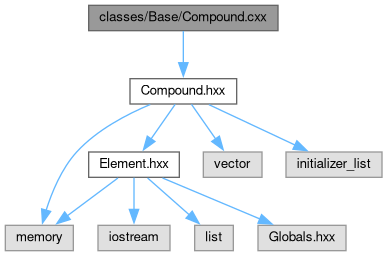 classes/Base/Compound.cxx
Compound.hxx
Element.hxx
vector
initializer_list
memory
iostream
list
Globals.hxx